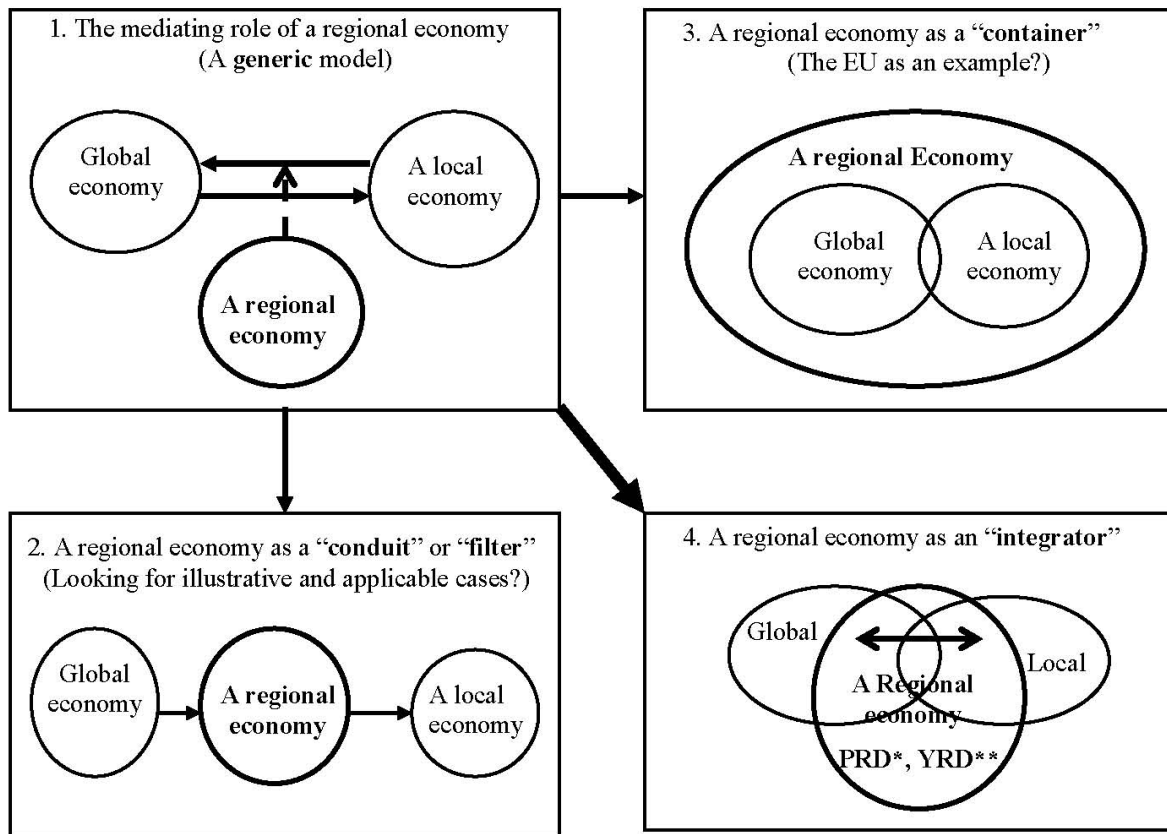 1. The mediating role of a regional economy
(A generic model)
Global
economy
A local
economy
A regional
economy
3. A regional economy as a “container”
(The EU as an example?)
A regional Economy
Global
economy
A local
economy
2. A regional economy as a “conduit” or “filter”
(Looking for illustrative and applicable cases?)
Global
economy
A regional
economy
A local
economy
4. A regional economy as an “integrator”
Global
Local
A Regional
economy
PRD*, YRD**